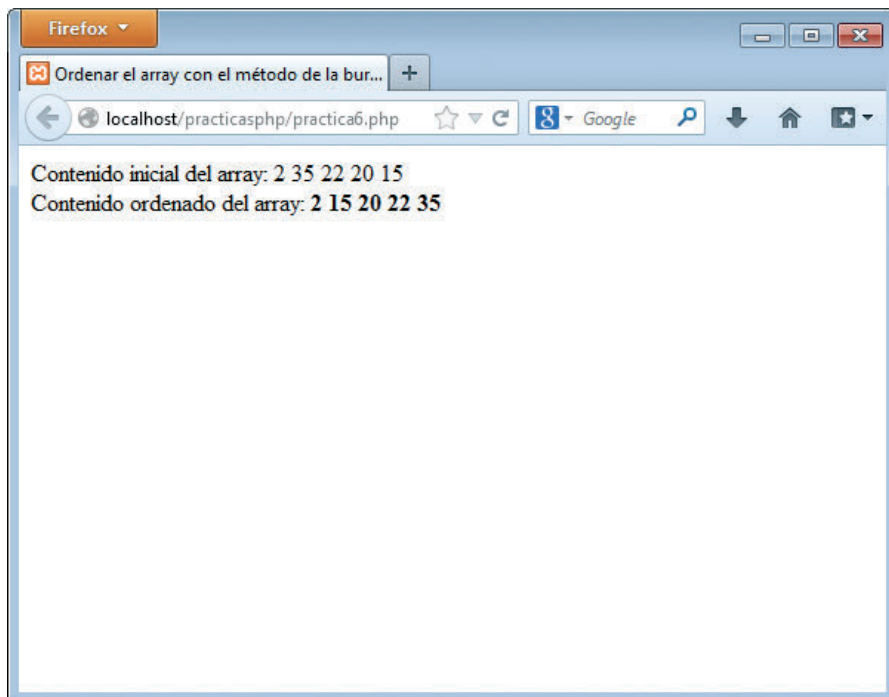 Firefox
Ordenar el array con el método de la bur...
localhost/practicasphp/practica6.php
Google
Contenido inicial del array: 2 35 22 20 15
Contenido ordenado del array: 2 15 20 22 35